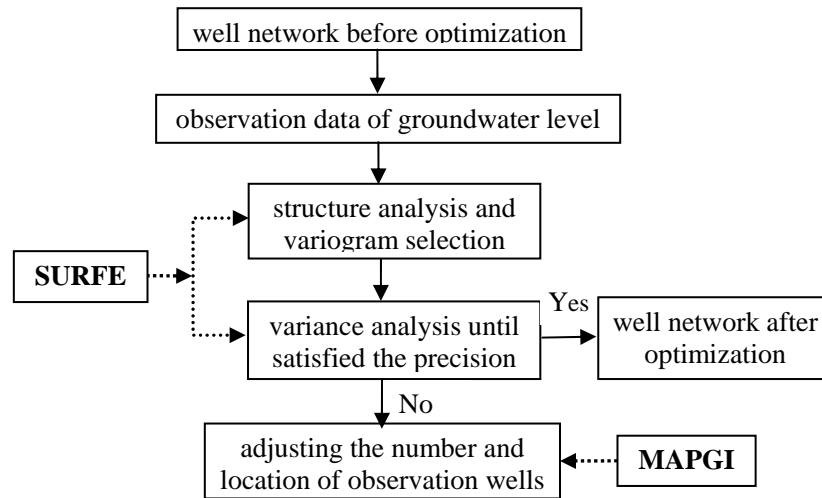 well network before optimization
observation data of groundwater level
structure analysis and
variogram selection
SURFE
Yes
variance analysis until
satisfied the precision
well network after
optimization
No
adjusting the number and
location of observation wells
MAPGI